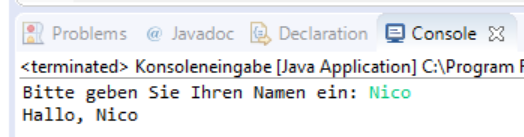 Problems @ Javadoc Declaration Console
<terminated> Konsoleneingabe [Java Application] C:\Program
Bitte geben Sie Ihren Namen ein: Nico
Hallo, Nico